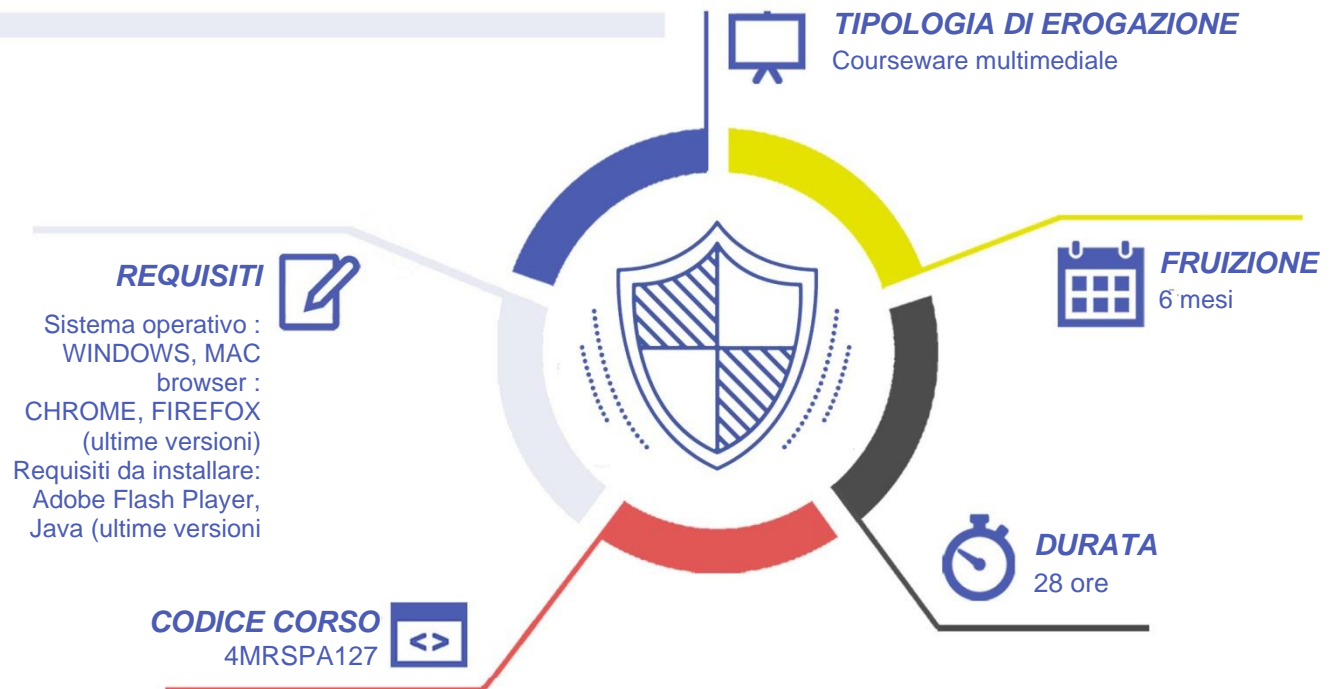 TIPOLOGIA DI EROGAZIONE
Courseware multimediale
REQUISITI
Sistema operativo :
WINDOWS, MAC
browser :
CHROME, FIREFOX
(ultime versioni)
Requisiti da installare:
Adobe Flash Player,
Java (ultime versioni
FRUIZIONE
6 mesi
DURATA
28 ore
CODICE CORSO
4MRSPA127
<>